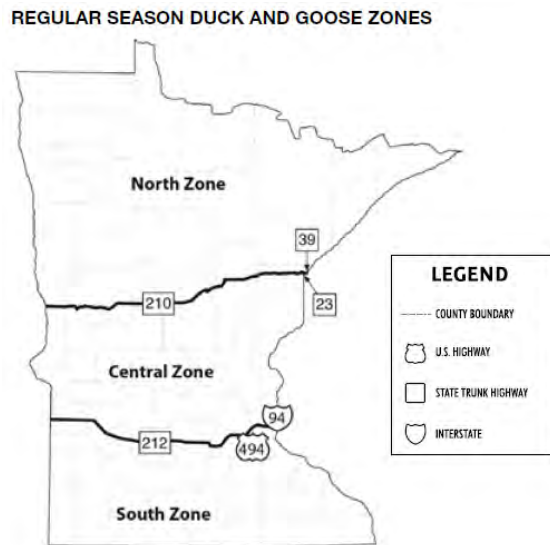 REGULAR SEASON DUCK AND GOOSE ZONES
North Zone
39
210
23
Central Zone
94
212
494
South Zone
LEGEND
COUNTY BOUNDARY
U.S. HIGHWAY
STATE TRUNK HIGHWAY
INTERSTATE